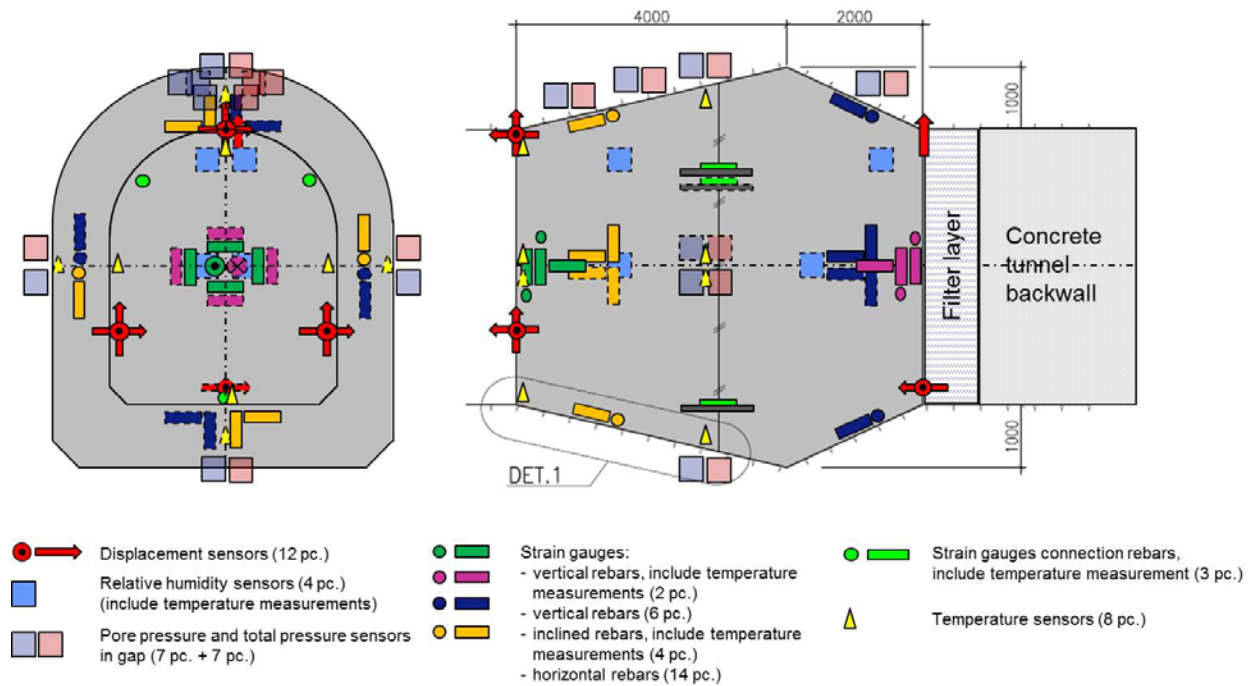 4000
2000
1000
Filter layer
Concrete
tunnel
backwall
1000
DET.1
Displacement sensors (12 pc.)
Relative humidity sensors (4 pc.)
(include temperature measurements)
Pore pressure and total pressure sensors
in gap (7 pc. + 7 pc.)
Strain gauges:
- vertical rebars, include temperature
measurements (2 pc.)
- vertical rebars (6 pc.)
- inclined rebars, include temperature
measurements (4 pc.)
- horizontal rebars (14 pc.)
Strain gauges connection rebars,
include temperature measurement (3 pc.)
Temperature sensors (8 pc.)